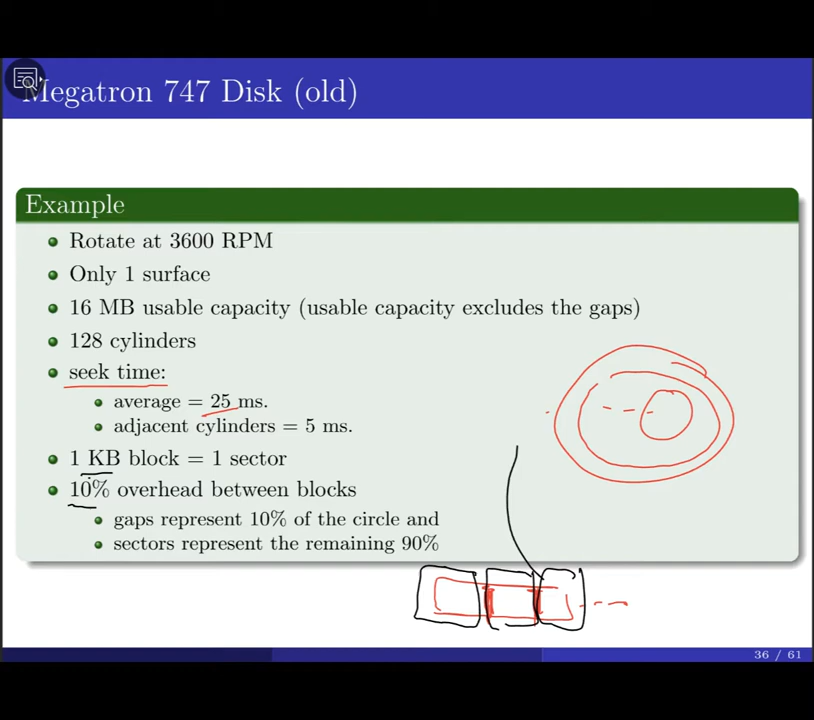 Megatron 747 Disk (old)
Example
Rotate at 3600 RPM
Only 1 surface
16 MB usable capacity (usable capacity excludes the gaps)
128 cylinders
seek time:
average = 25 ms.
adjacent cylinders = 5 ms.
1 KB block = 1 sector
10% overhead between blocks
gaps represent 10% of the circle and
sectors represent the remaining 90%
36 / 61